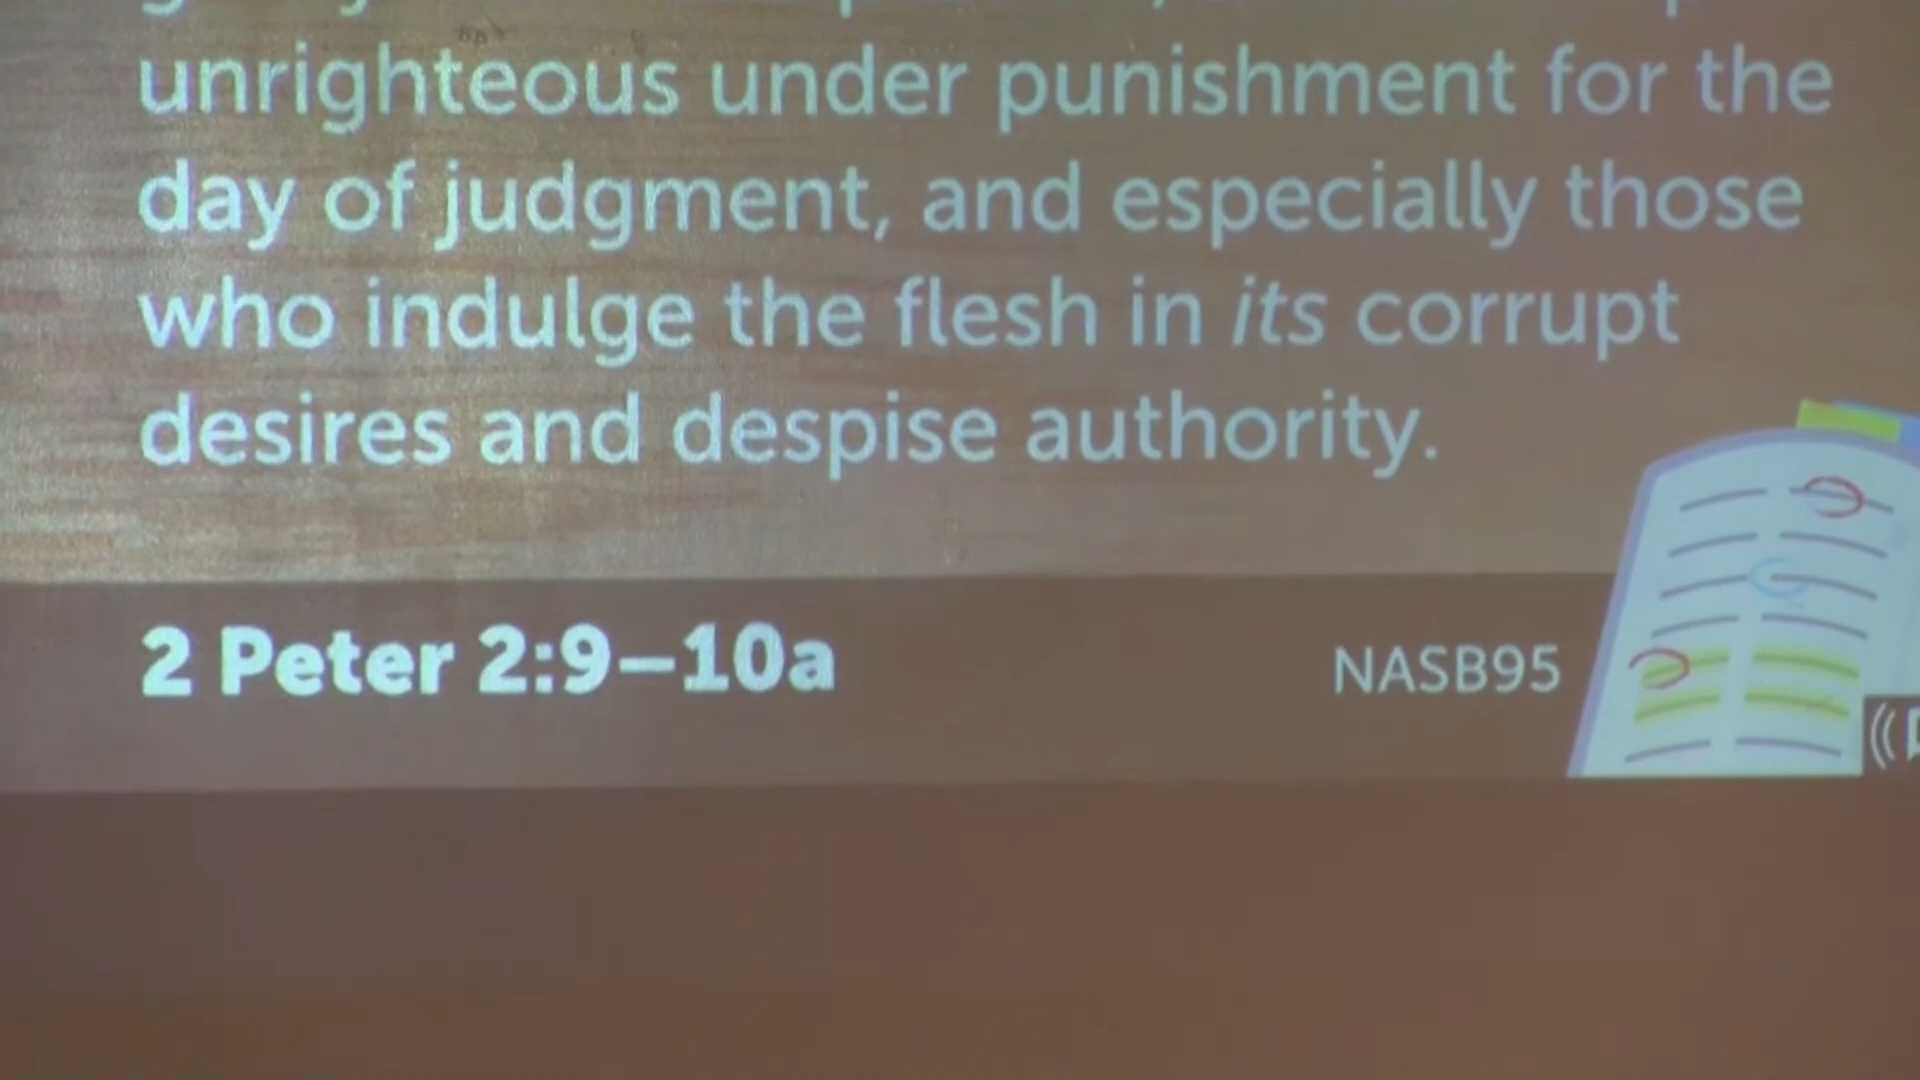 unrighteous under punishment for the
day of judgment, and especially those
who indulge the flesh in its corrupt
desires and despise authority.
2 Peter 2:9–10a
NASB95